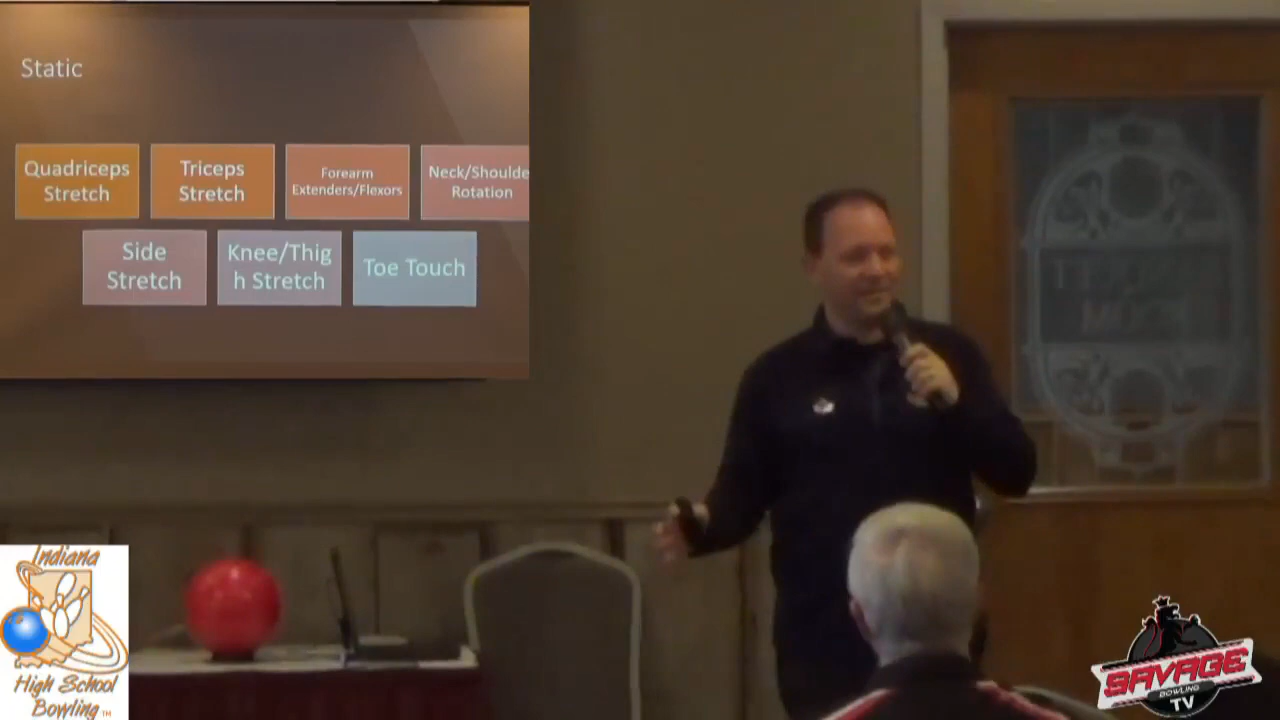 Static
Quadriceps
Stretch
Triceps
Stretch
Forearm
Extenders/Flexors
Neck/Shoulde
Rotation
Side
Stretch
Knee/Thig
h Stretch
Toe Touch
Indiana
High School
Bowling™
SAVAGE
BOWLING
TV